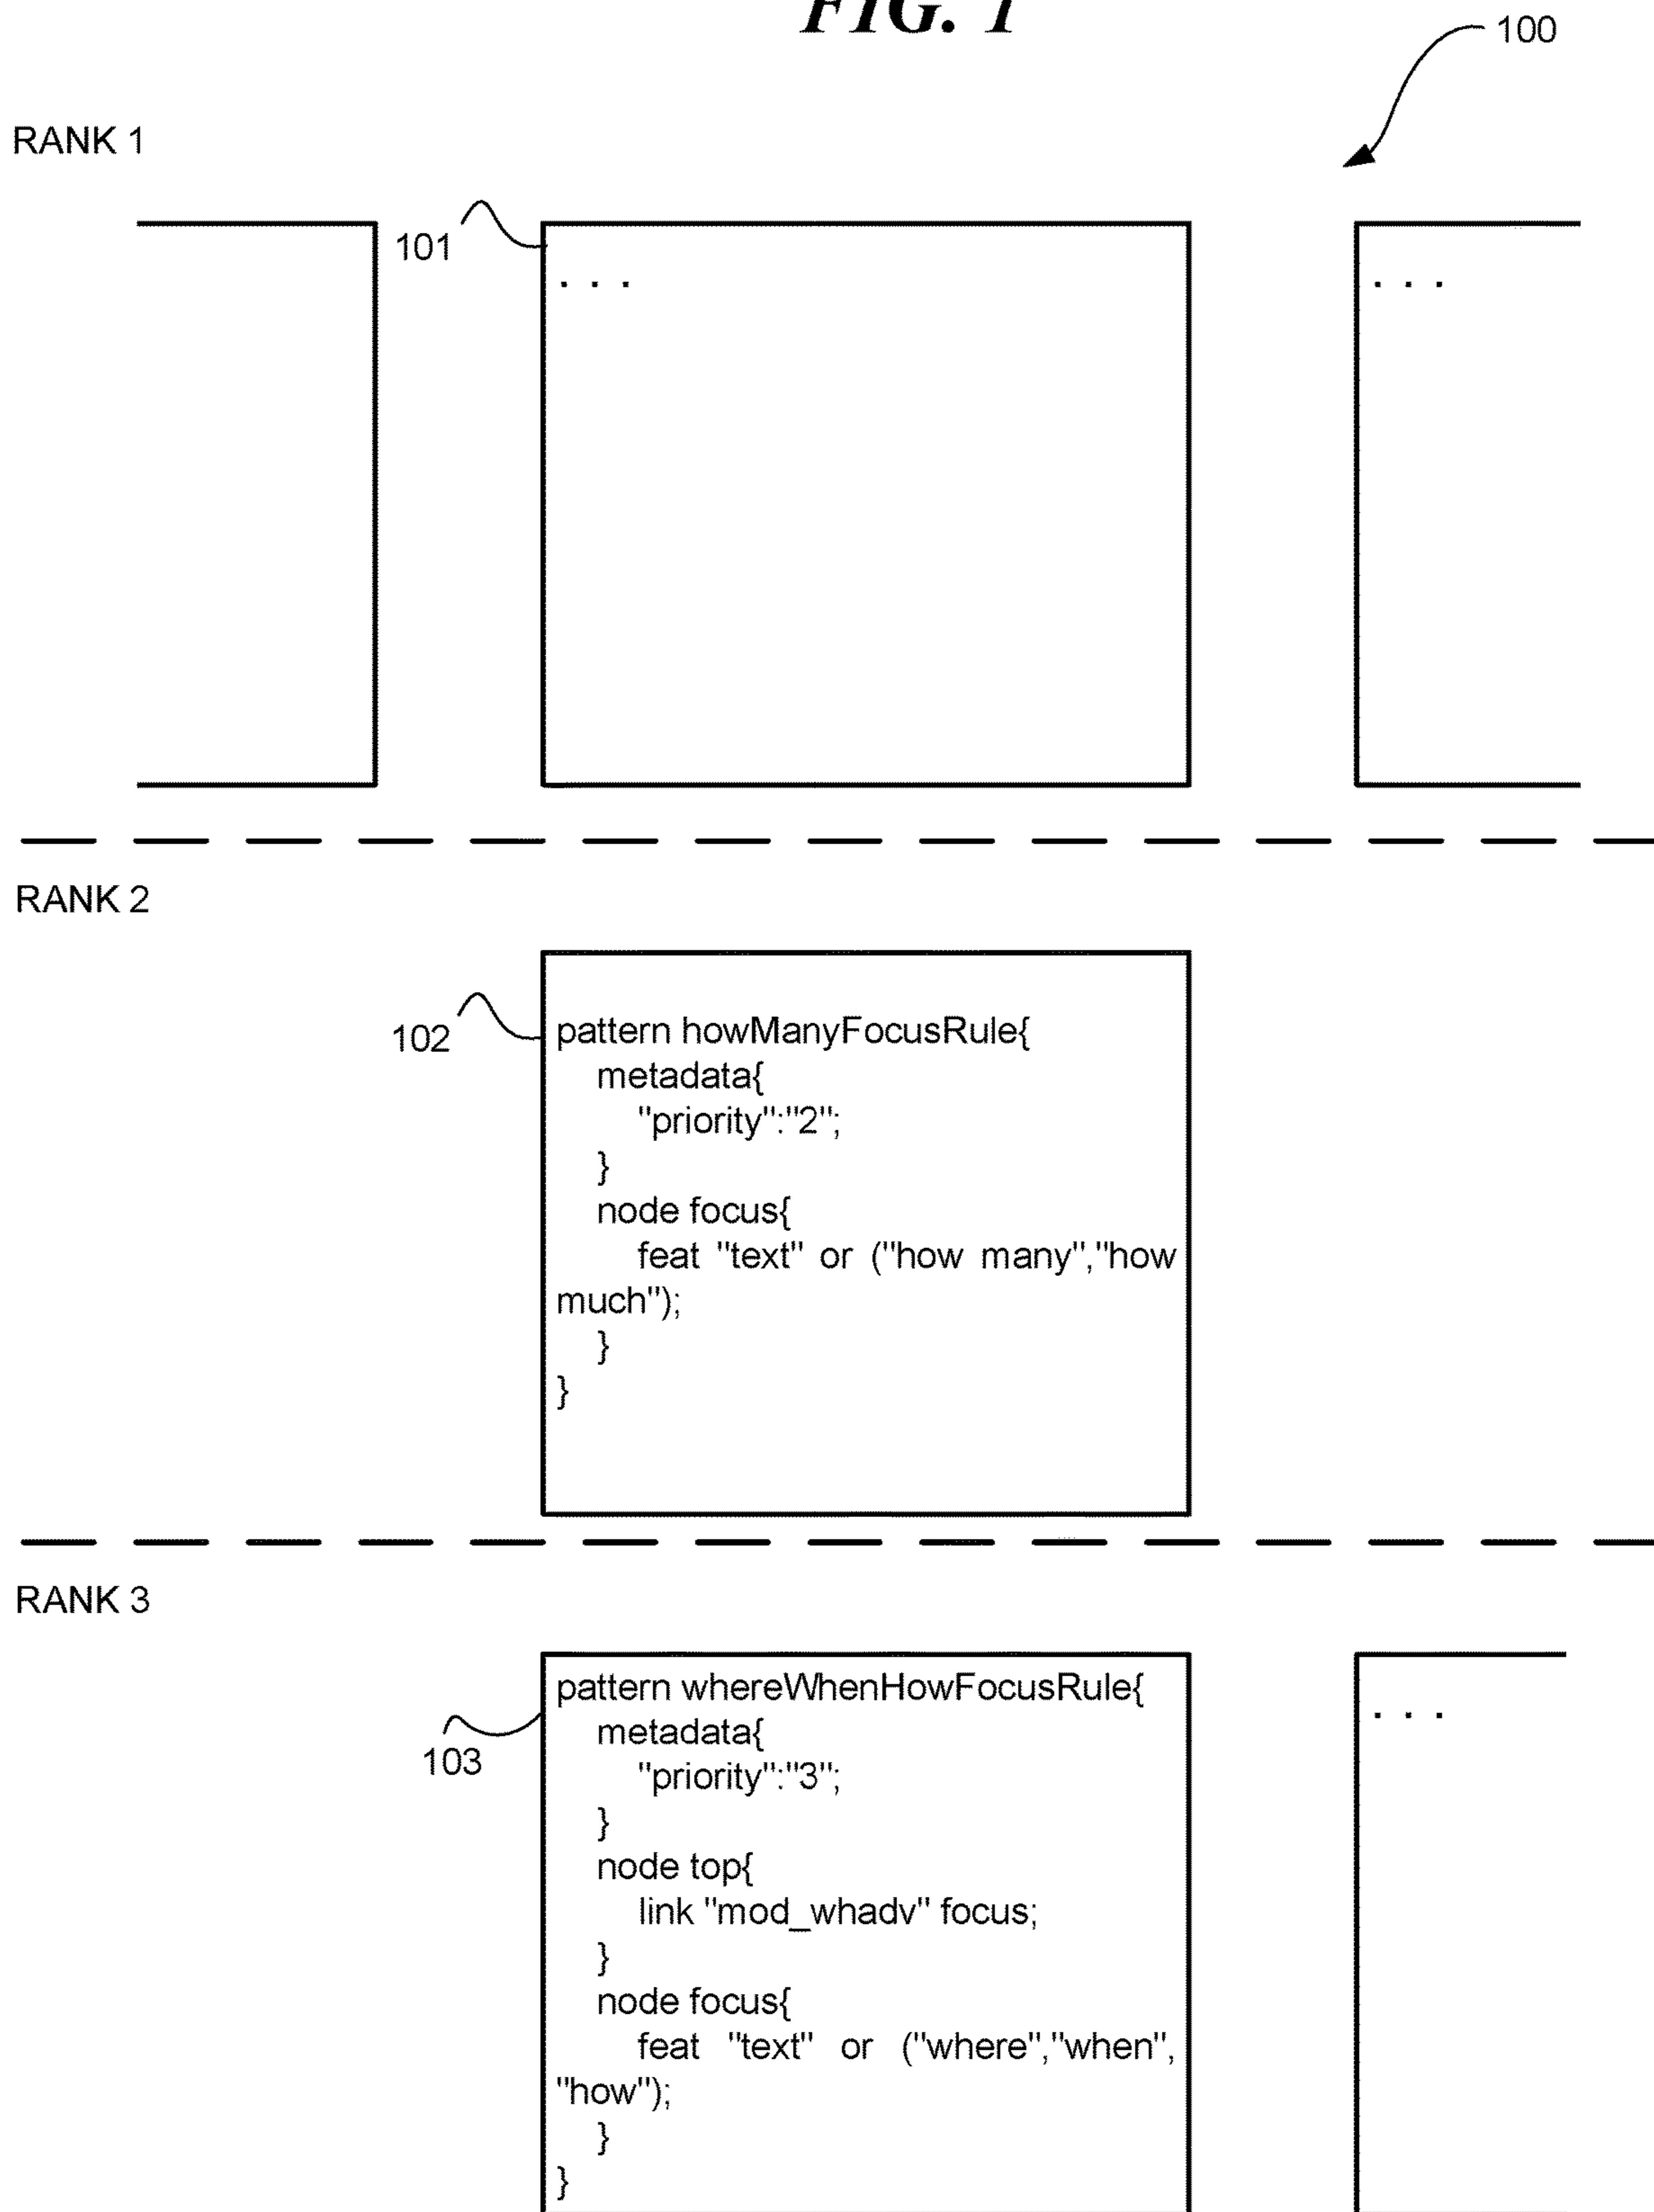 FIG. 1
100
RANK 1
101
. . .
. . .
RANK 2
102
pattern howManyFocusRule{
metadata{
"priority":"2";
}
node focus{
feat "text" or ("how many","how
much");
}
}
RANK 3
103
pattern whereWhenHowFocusRule{
metadata{
"priority":"3";
}
node top{
link "mod_whadv" focus;
}
node focus{
feat "text" or ("where","when",
"how");
}
}
. . .